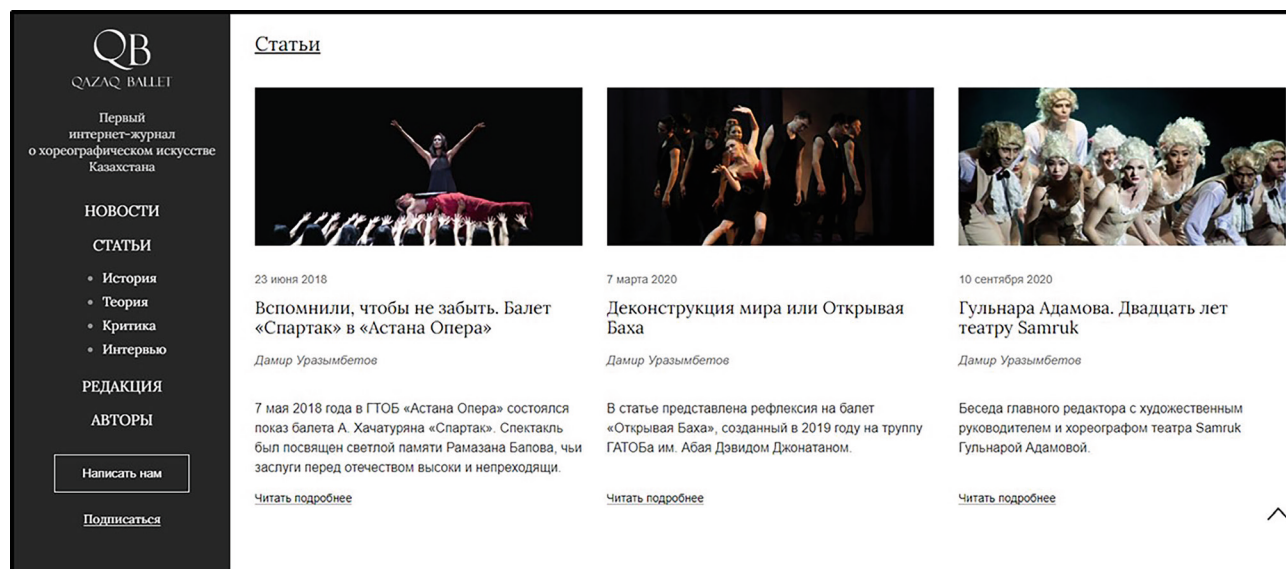 QB
QAZAQ BALLET
Первый
интернет-журнал
о хореографическом искусстве
Казахстана
НОВОСТИ
СТАТЬИ
История
Теория
Критика
Интервью
РЕДАКЦИЯ
АВТОРЫ
Написать нам
Подписаться
Статьи
23 июня 2018
Вспомнили, чтобы не забыть. Балет
«Спартак» в «Астана Опера»
Дамир Уразымбетов
7 мая 2018 года в ГТОБ «Астана Опера» состоялся
показ балета А. Хачатуряна «Спартак». Спектакль
был посвящен светлой памяти Рамазана Бапова, чьи
заслуги перед отечеством высоки и непреходящи.
Читать подробнее
7 марта 2020
Деконструкция мира или Открывая
Баха
Дамир Уразымбетов
В статье представлена рефлексия на балет
«Открывая Баха», созданный в 2019 году на труппу
ГАТОБа им. Абая Дэвидом Джонатаном.
Читать подробнее
10 сентября 2020
Гульнара Адамова. Двадцать лет
театру Samruk
Дамир Уразымбетов
Беседа главного редактора с художественным
руководителем и хореографом театра Samruk
Гульнарой Адамовой.
Читать подробнее